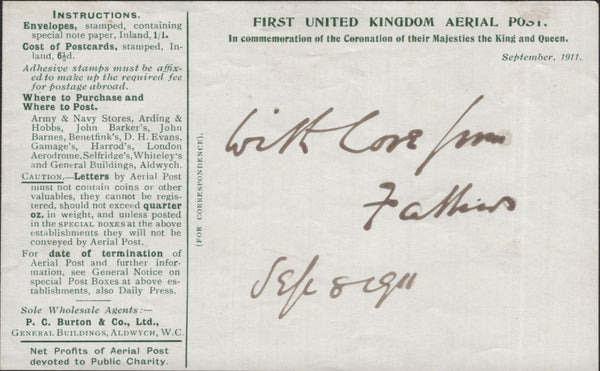 INSTRUCTIONS.
Envelopes, stamped, containing
special note paper, Inland, 1/1.
Cost of Postcards, stamped, In-
land, 6½d.
Adhesive stamps must be affix-
ed to make up the required fee
for postage abroad.
Where to Purchase and
Where to Post.
Army & Navy Stores, Arding &
Hobbs, John Barker's, John
Barnes, Benetfink's, D. H. Evans,
Gamage's, Harrod's, London
Aerodrome, Selfridge's, Whiteley's
and General Buildings, Aldwych.
CAUTION.—Letters by Aerial Post
must not contain coins or other
valuables, they cannot be regis-
tered, should not exceed quarter
oz. in weight, and unless posted
in the SPECIAL BOXES at the above
establishments they will not be
conveyed by Aerial Post.
For date of termination of
Aerial Post and further infor-
mation, see General Notice on
special Post Boxes at above es-
tablishments, also Daily Press.
Sole Wholesale Agents :—
P. C. Burton & Co., Ltd.,
GENERAL BUILDINGS, ALDWYCH, W.C.
Net Profits of Aerial Post
devoted to Public Charity.
(FOR CORRESPONDENCE).
FIRST UNITED KINGDOM AERIAL POST.
In commemoration of the Coronation of their Majesties the King and Queen.
September, 1911.
With Love from
Father
Sep 8 1911